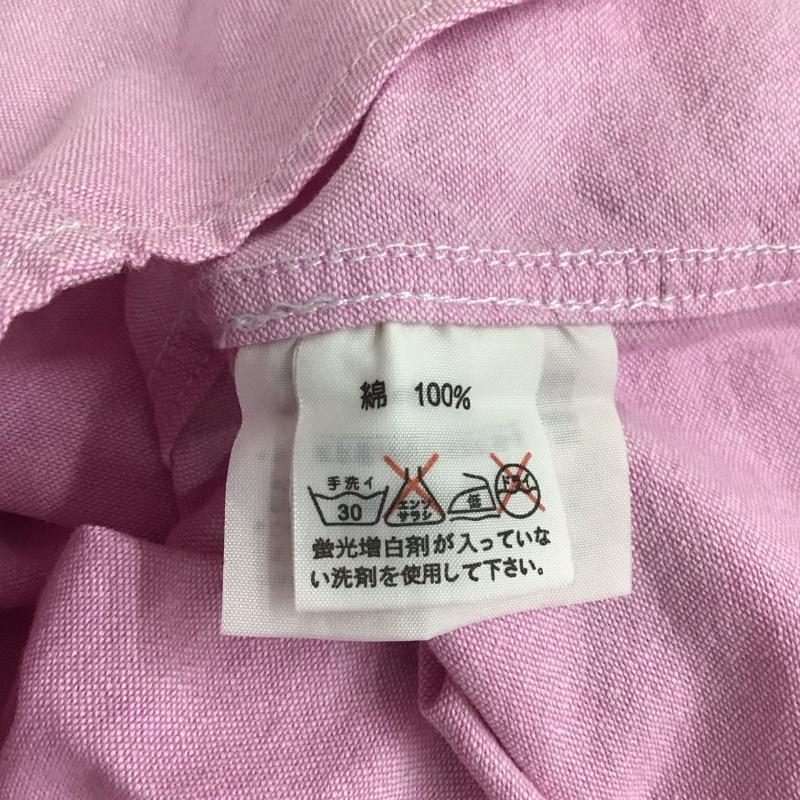 綿 100%
手洗イ
30
エンソ
サラシ
低
ドライ
蛍光増白剤が入っていな
い洗剤を使用して下さい。